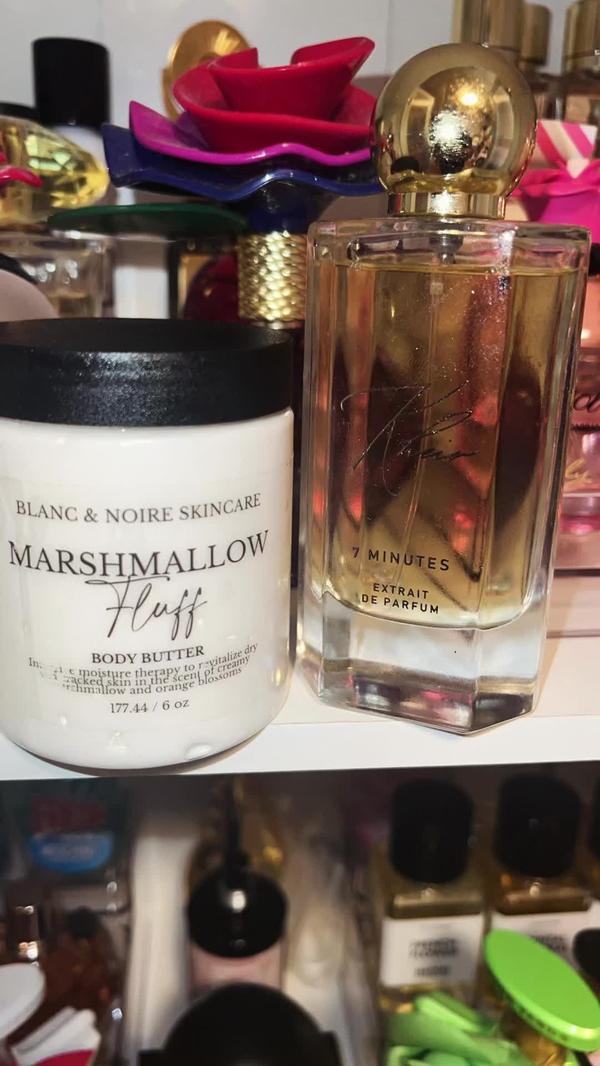 BLANC & NOIRE SKINCARE
MARSHMALLOW
Fluff
BODY BUTTER
moisture therapy to revitalize dry
cracked skin in the scent of creamy
marshmallow and orange blossoms
177.44 / 6 oz
7 MINUTES
EXTRAIT
DE PARFUM